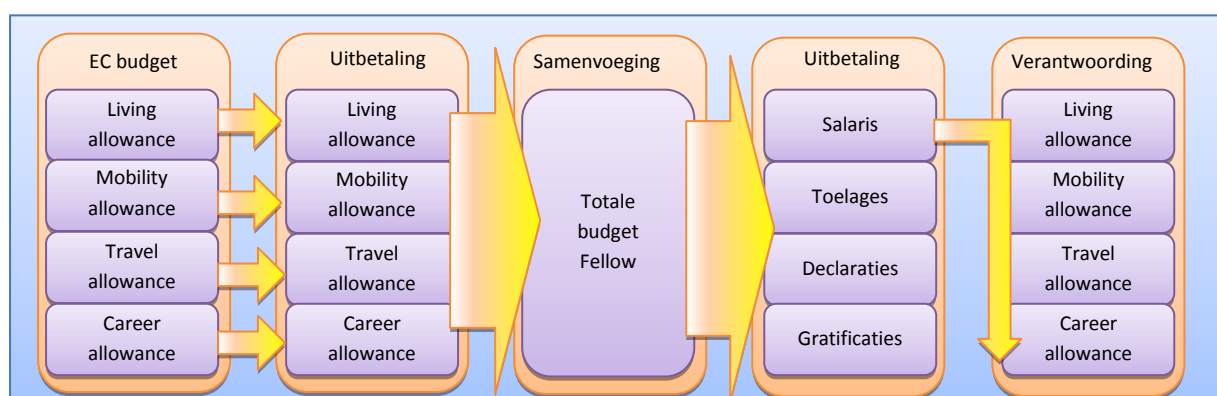 EC budget
Living
allowance
Mobility
allowance
Travel
allowance
Career
allowance
Uitbetaling
Living
allowance
Mobility
allowance
Travel
allowance
Career
allowance
Samenvoeging
Totale
budget
Fellow
Uitbetaling
Salaris
Toelages
Declaraties
Gratificaties
Verantwoording
Living
allowance
Mobility
allowance
Travel
allowance
Career
allowance